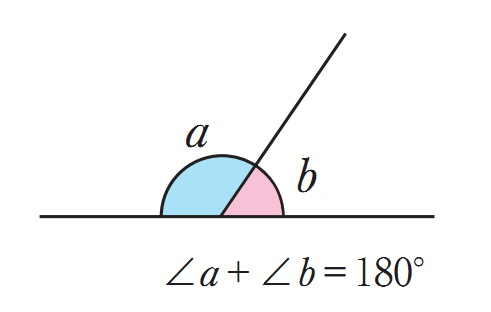 a
b
∠a + ∠b = 180°